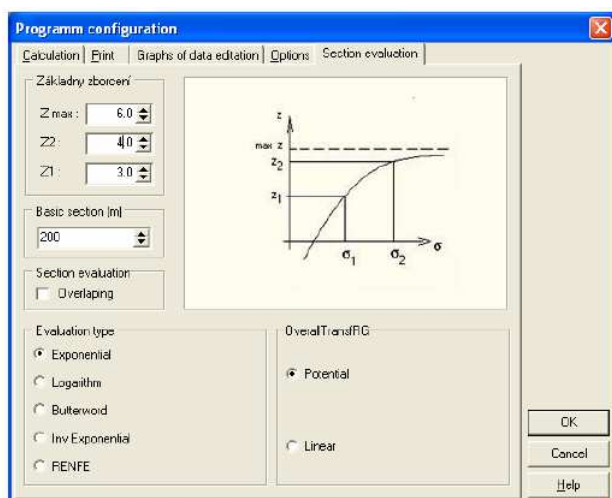 Programm configuration
Calculation Print Graphs of data editation Options Section evaluation
Základny zborcení
Z max : 6.0
Z2 : 4.0
Z1 : 3.0
Basic section [m]
200
Section evaluation
Overlaping
z
max z
z2
z1
σ1 σ2 σ
Evaluation type
Exponential
Logarithm
Butterword
Inv Exponential
RENFE
OverallTransfRG
Potential
Linear
OK
Cancel
Help